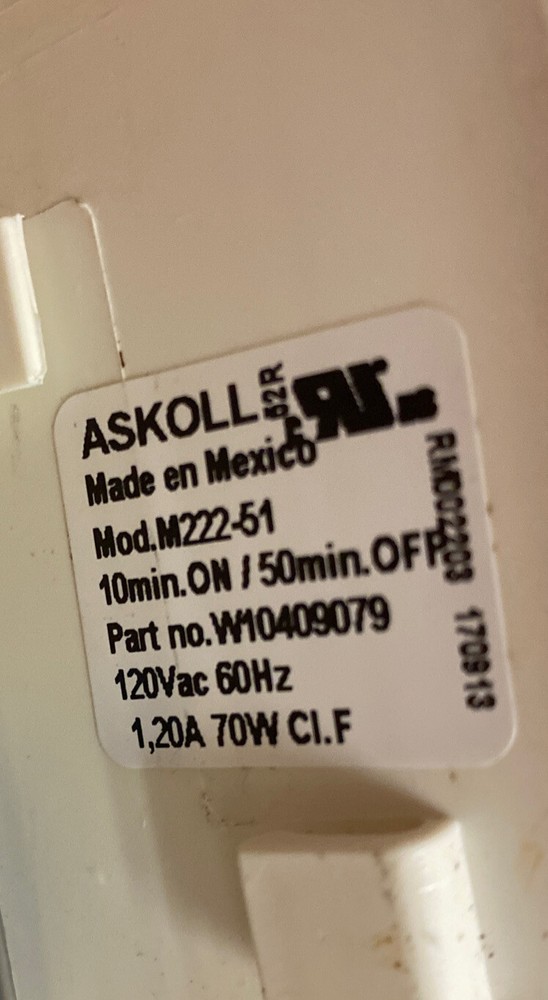 ASKOLL
62R
Made en Mexico
Mod.M222-51
10min.ON / 50min.OFF
Part no.W10409079
120Vac 60Hz
1,20A 70W Cl.F
170913